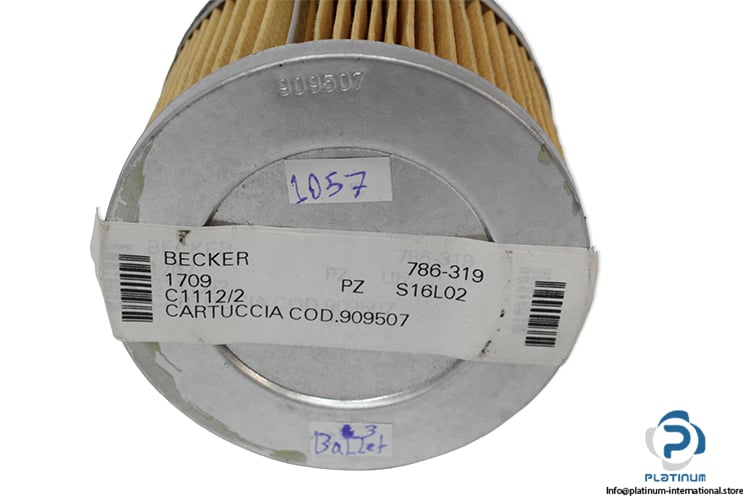 909507
1057
BECKER 786-319
1709 PZ S16L02
C1112/2
CARTUCCIA COD.909507
3
Ballet
PLATINUM
Info@platinum-international.store